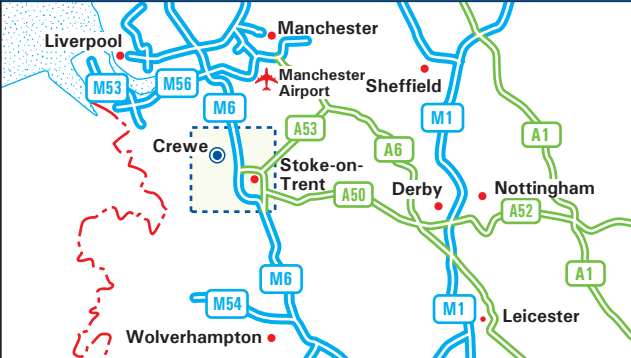 Manchester
Liverpool
M53
M56
Manchester
Airport
Sheffield
M6
M1
A53
A1
Crewe
A6
Stoke-on-
Trent
A50
Derby
Nottingham
A52
M6
A1
M54
M1
Leicester
Wolverhampton